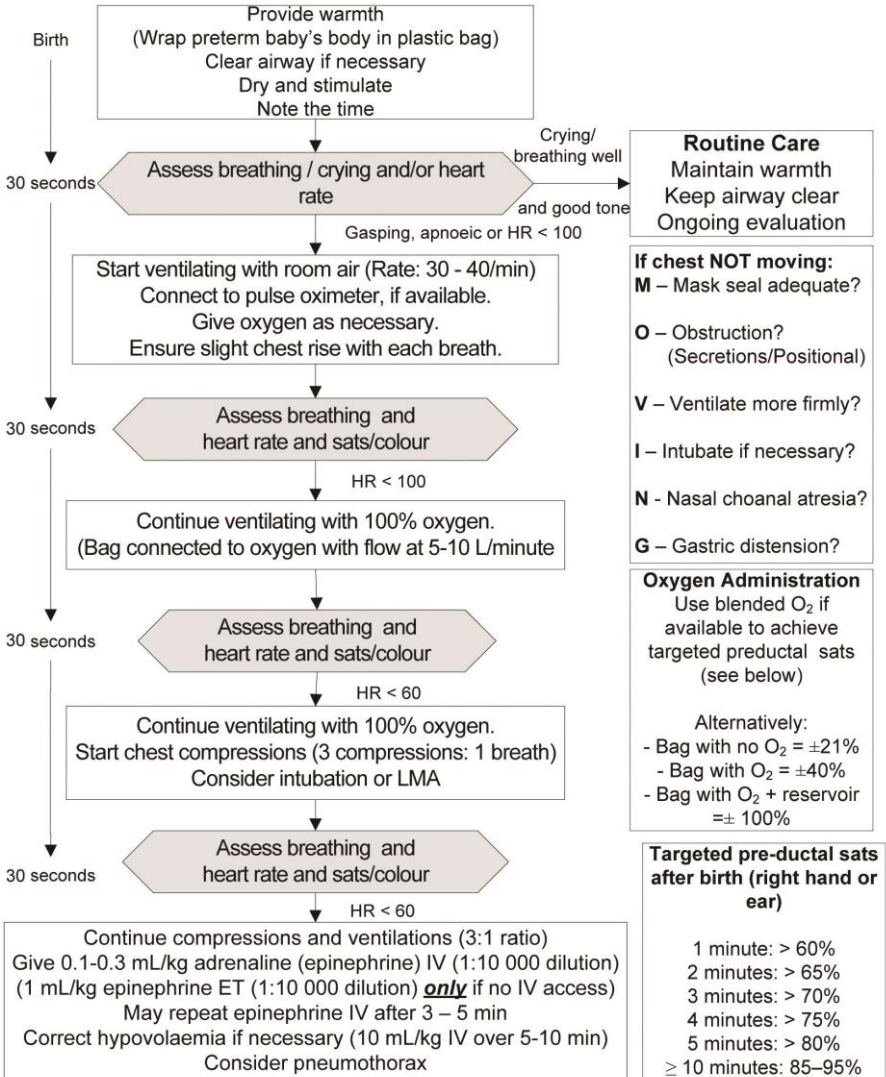 Birth
Provide warmth
(Wrap preterm baby's body in plastic bag)
Clear airway if necessary
Dry and stimulate
Note the time
30 seconds
Assess breathing / crying and/or heart
rate
Crying/
breathing well
and good tone
Routine Care
Maintain warmth
Keep airway clear
Ongoing evaluation
Gasping, apnoeic or HR < 100
Start ventilating with room air (Rate: 30 - 40/min)
Connect to pulse oximeter, if available.
Give oxygen as necessary.
Ensure slight chest rise with each breath.
If chest NOT moving:
M – Mask seal adequate?
O – Obstruction?
(Secretions/Positional)
V – Ventilate more firmly?
I – Intubate if necessary?
N - Nasal choanal atresia?
G – Gastric distension?
30 seconds
Assess breathing and
heart rate and sats/colour
HR < 100
Continue ventilating with 100% oxygen.
(Bag connected to oxygen with flow at 5-10 L/minute
Oxygen Administration
Use blended O₂ if
available to achieve
targeted preductal sats
(see below)
Alternatively:
- Bag with no O₂ = ±21%
- Bag with O₂ = ±40%
- Bag with O₂ + reservoir
=± 100%
30 seconds
Assess breathing and
heart rate and sats/colour
HR < 60
Continue ventilating with 100% oxygen.
Start chest compressions (3 compressions: 1 breath)
Consider intubation or LMA
30 seconds
Assess breathing and
heart rate and sats/colour
HR < 60
Continue compressions and ventilations (3:1 ratio)
Give 0.1-0.3 mL/kg adrenaline (epinephrine) IV (1:10 000 dilution)
(1 mL/kg epinephrine ET (1:10 000 dilution) only if no IV access)
May repeat epinephrine IV after 3 – 5 min
Correct hypovolaemia if necessary (10 mL/kg IV over 5-10 min)
Consider pneumothorax
Targeted pre-ductal sats
after birth (right hand or
ear)
1 minute: > 60%
2 minutes: > 65%
3 minutes: > 70%
4 minutes: > 75%
5 minutes: > 80%
≥ 10 minutes: 85–95%